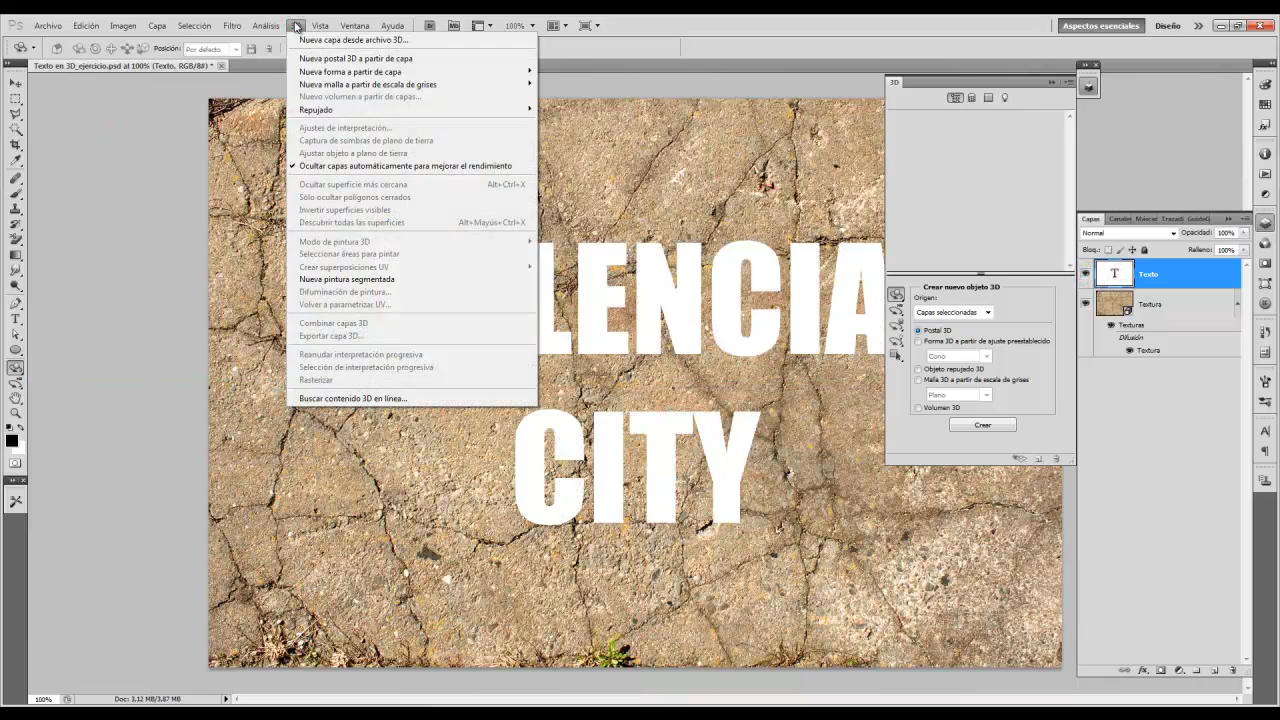 Ps Archivo Edición Imagen Capa Selección Filtro Análisis Vista Ventana Ayuda Br Mb 100% Aspectos esenciales Diseño
Posición: Por defecto
Texto en 3D_ejercicio.psd al 100% (Texto, RGB/8#) *
Nueva capa desde archivo 3D...
Nueva postal 3D a partir de capa
Nueva forma a partir de capa
Nueva malla a partir de escala de grises
Nuevo volumen a partir de capas...
Repujado
Ajustes de interpretación...
Captura de sombras de plano de tierra
Ajustar objeto a plano de tierra
Ocultar capas automáticamente para mejorar el rendimiento
Ocultar superficie más cercana Alt+Ctrl+X
Sólo ocultar polígonos cerrados
Invertir superficies visibles
Descubrir todas las superficies Alt+Mayús+Ctrl+X
Modo de pintura 3D
Seleccionar áreas para pintar
Crear superposiciones UV
Nueva pintura segmentada
Difuminación de pintura...
Volver a parametrizar UV...
Combinar capas 3D
Exportar capa 3D...
Reanudar interpretación progresiva
Selección de interpretación progresiva
Rasterizar
Buscar contenido 3D en línea...
LENCIA
CITY
3D
Crear nuevo objeto 3D
Origen:
Capas seleccionadas
Postal 3D
Forma 3D a partir de ajuste preestablecido
Cono
Objeto repujado 3D
Malla 3D a partir de escala de grises
Plano
Volumen 3D
Crear
Capas Canales Máscar Trazad GuideG
Normal Opacidad: 100%
Bloq.: Relleno: 100%
T Texto
Textura
Texturas
Difusión
Textura
100% Doc: 3,12 MB/3,87 MB